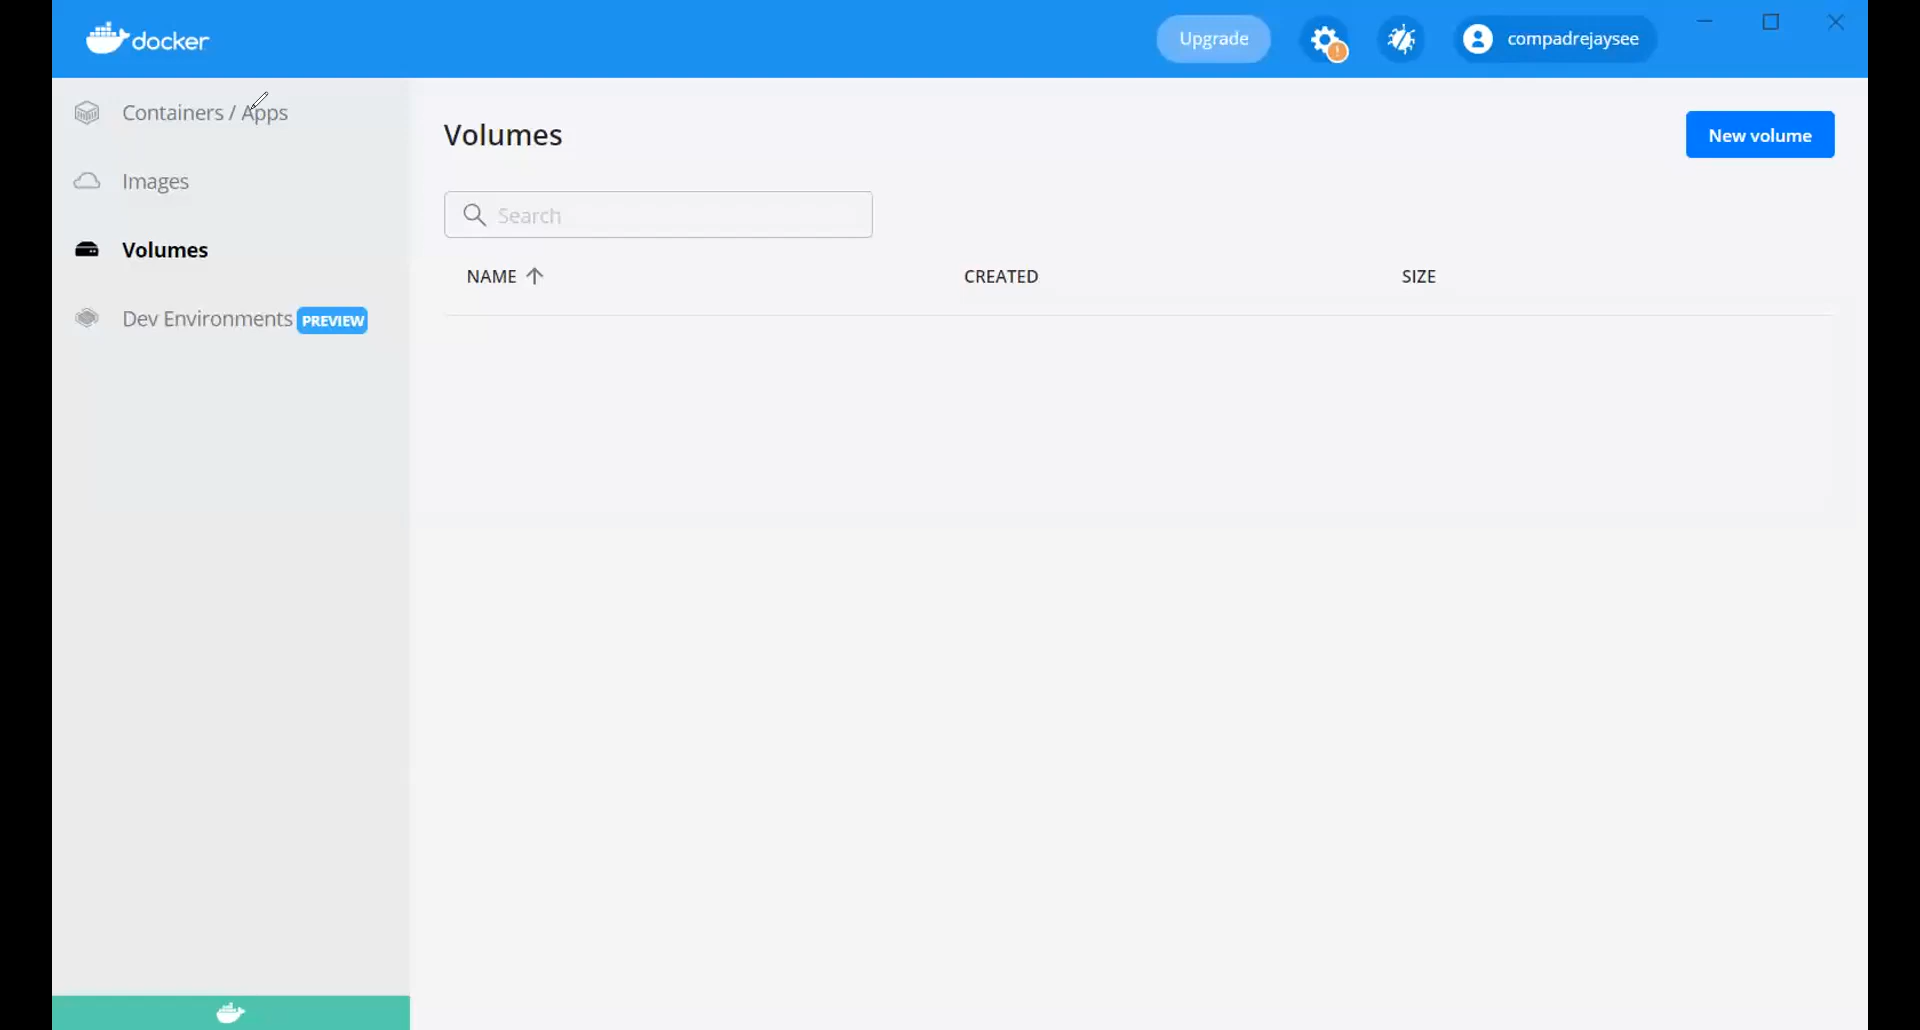 docker
Upgrade
compadrejaysee
Containers / Apps
Images
Volumes
Dev Environments PREVIEW
Volumes
New volume
Search
NAME CREATED SIZE